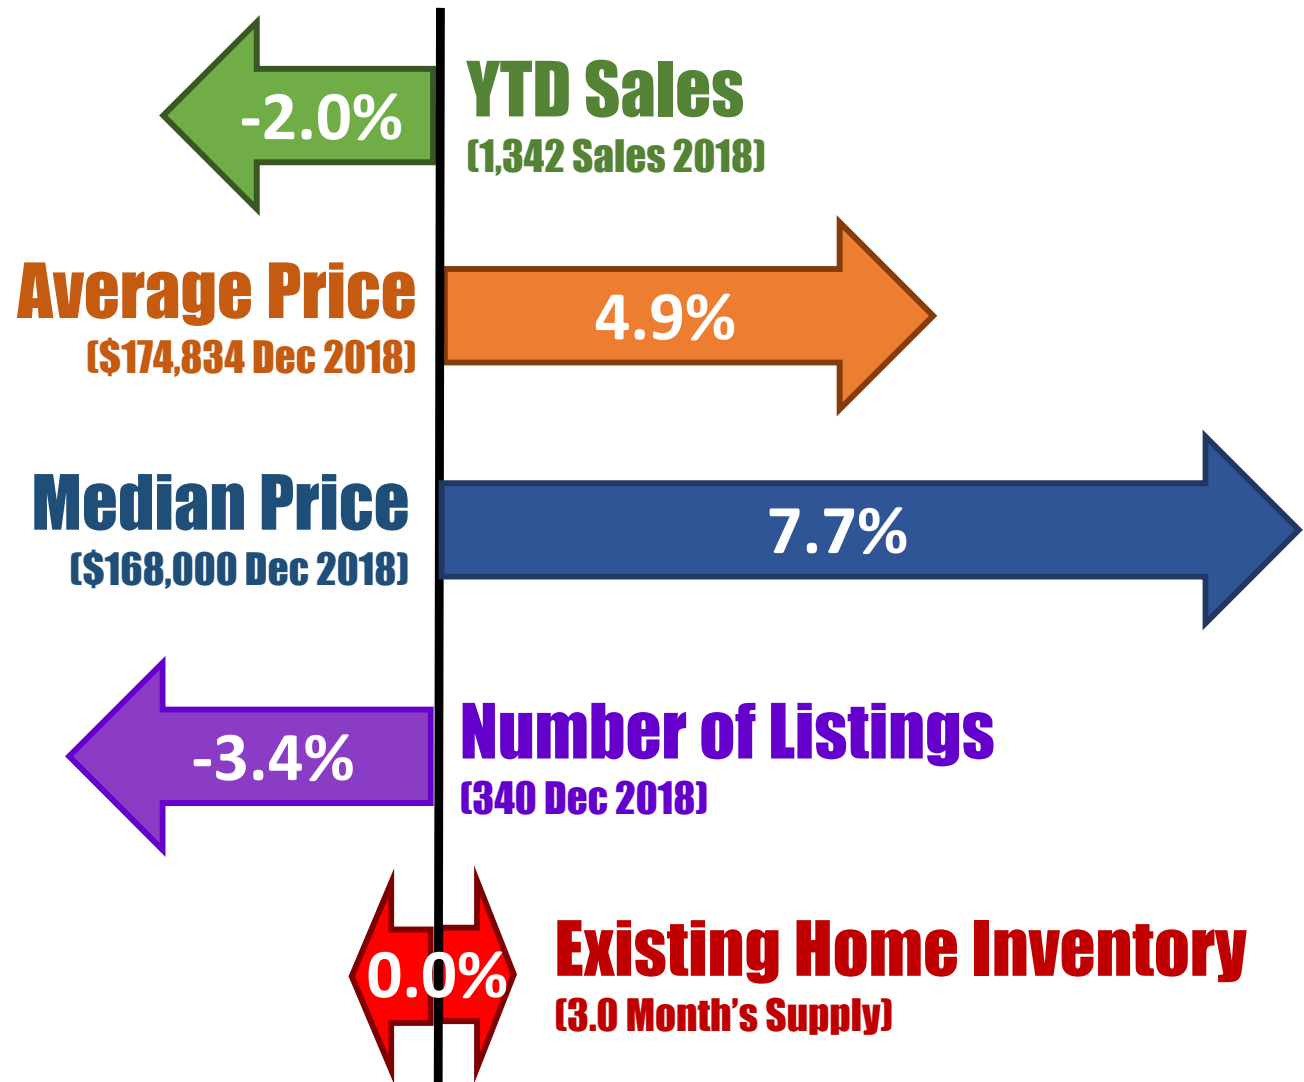 -2.0%
YTD Sales
(1,342 Sales 2018)
Average Price
($174,834 Dec 2018)
4.9%
Median Price
($168,000 Dec 2018)
7.7%
-3.4%
Number of Listings
(340 Dec 2018)
0.0%
Existing Home Inventory
(3.0 Month's Supply)